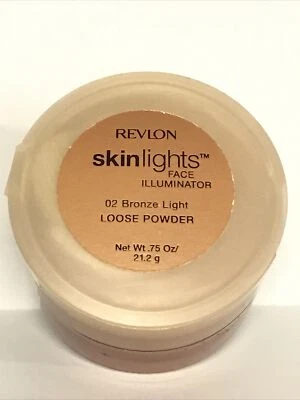 REVLON
skinlights™
FACE
ILLUMINATOR
02 Bronze Light
LOOSE POWDER
Net Wt .75 Oz/
21.2 g